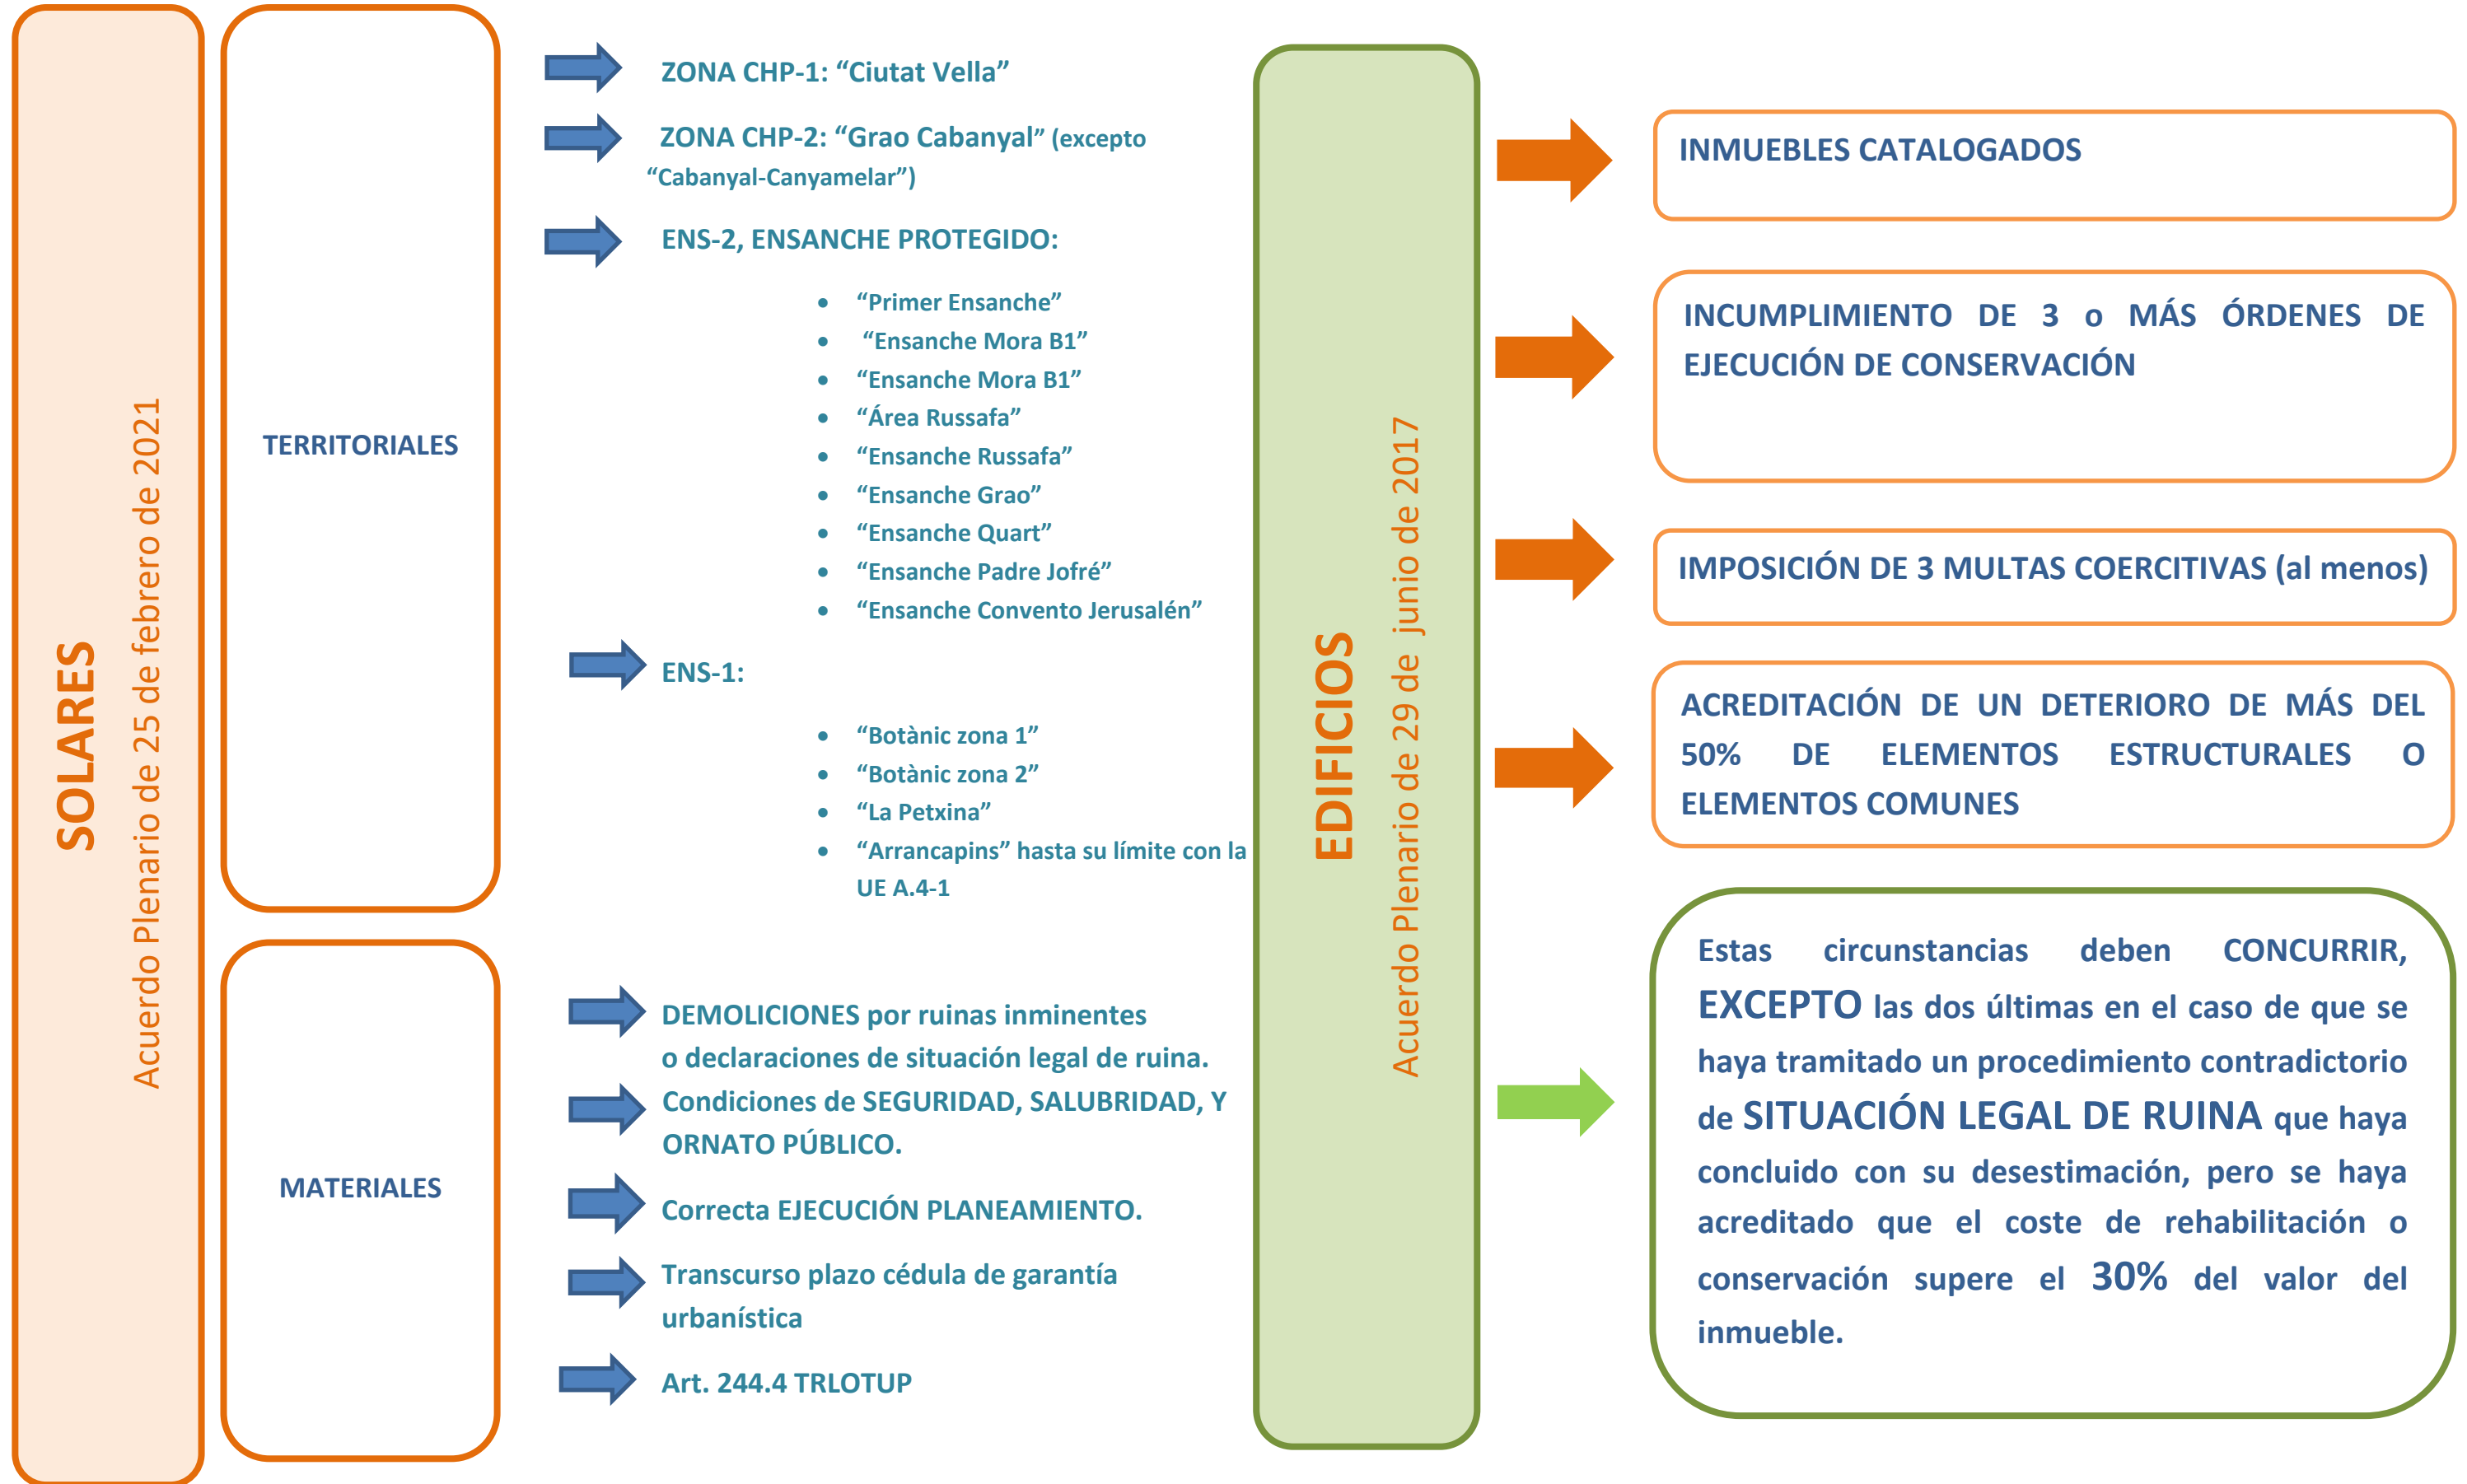 SOLARES
Acuerdo Plenario de 25 de febrero de 2021
TERRITORIALES
ZONA CHP-1: “Ciutat Vella”
ZONA CHP-2: “Grao Cabanyal” (excepto
“Cabanyal-Canyamelar”)
ENS-2, ENSANCHE PROTEGIDO:
• “Primer Ensanche”
• “Ensanche Mora B1”
• “Ensanche Mora B1”
• “Área Russafa”
• “Ensanche Russafa”
• “Ensanche Grao”
• “Ensanche Quart”
• “Ensanche Padre Jofré”
• “Ensanche Convento Jerusalén”
ENS-1:
• “Botànic zona 1”
• “Botànic zona 2”
• “La Petxina”
• “Arrancapins” hasta su límite con la
UE A.4-1
MATERIALES
DEMOLICIONES por ruinas inminentes
o declaraciones de situación legal de ruina.
Condiciones de SEGURIDAD, SALUBRIDAD, Y
ORNATO PÚBLICO.
Correcta EJECUCIÓN PLANEAMIENTO.
Transcurso plazo cédula de garantía
urbanística
Art. 244.4 TRLOTUP
EDIFICIOS
Acuerdo Plenario de 29 de junio de 2017
INMUEBLES CATALOGADOS
INCUMPLIMIENTO DE 3 o MÁS ÓRDENES DE
EJECUCIÓN DE CONSERVACIÓN
IMPOSICIÓN DE 3 MULTAS COERCITIVAS (al menos)
ACREDITACIÓN DE UN DETERIORO DE MÁS DEL
50% DE ELEMENTOS ESTRUCTURALES O
ELEMENTOS COMUNES
Estas circunstancias deben CONCURRIR,
EXCEPTO las dos últimas en el caso de que se
haya tramitado un procedimiento contradictorio
de SITUACIÓN LEGAL DE RUINA que haya
concluido con su desestimación, pero se haya
acreditado que el coste de rehabilitación o
conservación supere el 30% del valor del
inmueble.